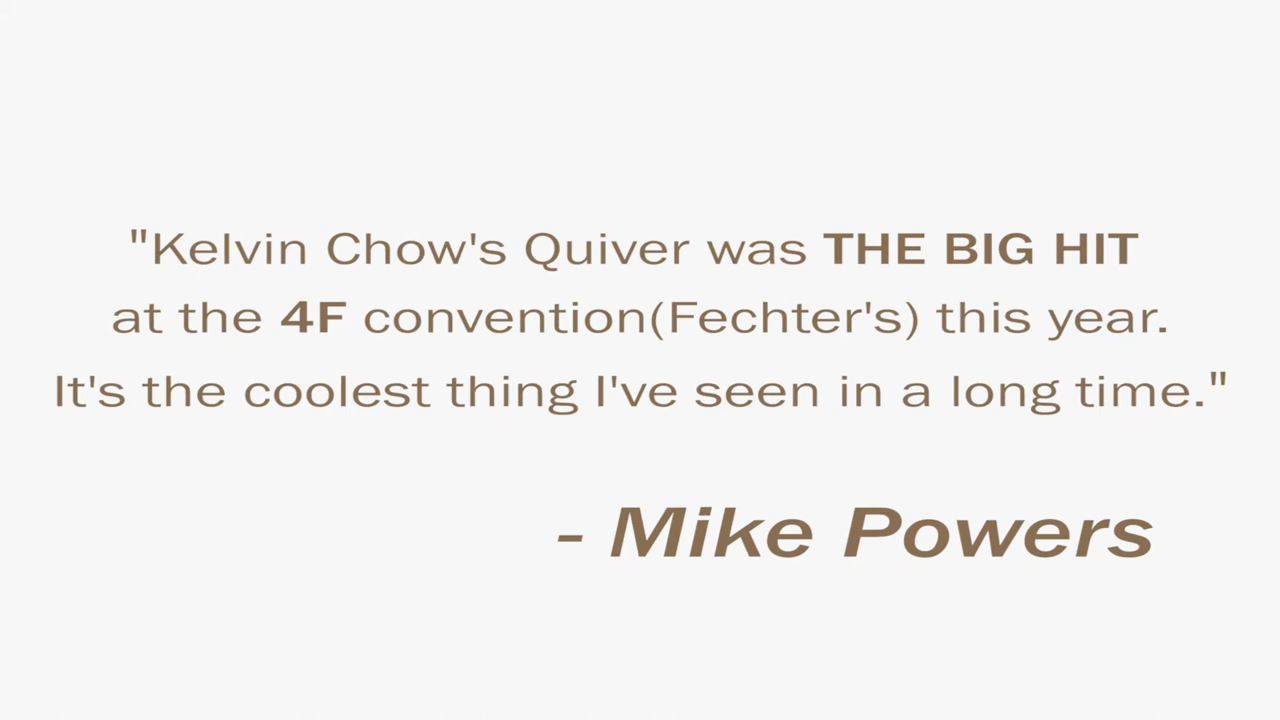 "Kelvin Chow's Quiver was THE BIG HIT
at the 4F convention(Fechter's) this year.
It's the coolest thing I've seen in a long time."
- Mike Powers